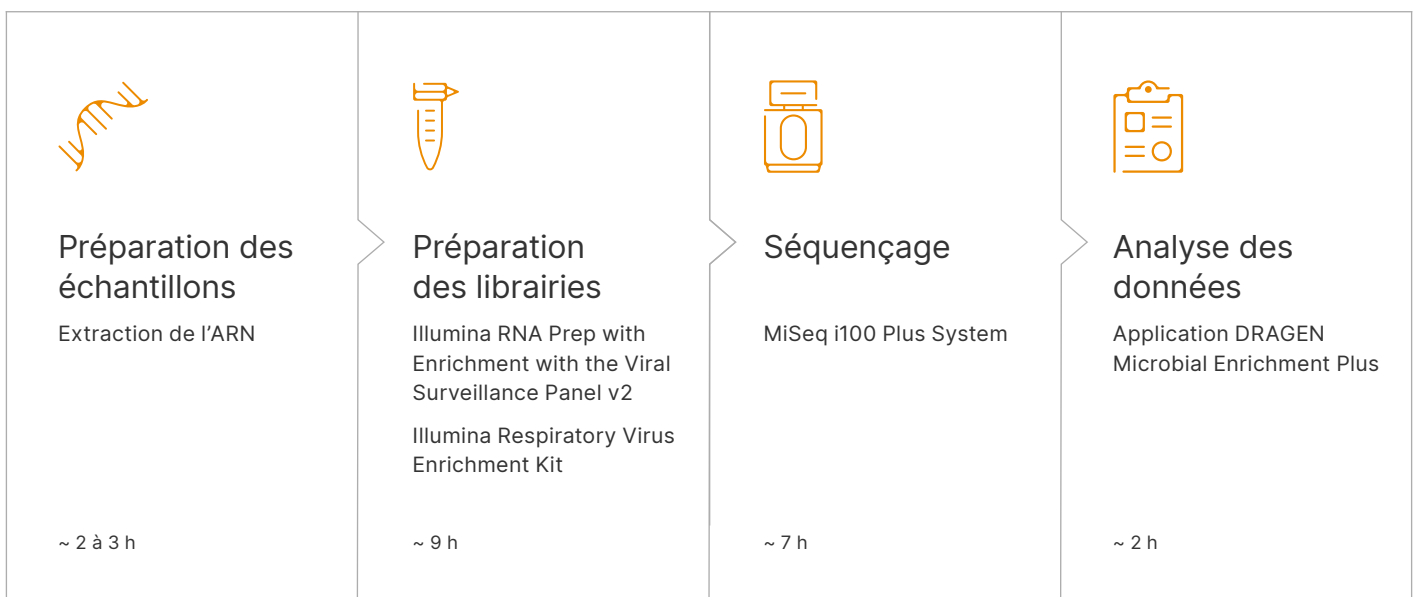 Préparation des
échantillons
Extraction de l’ARN
~ 2 à 3 h
Préparation
des librairies
Illumina RNA Prep with
Enrichment with the Viral
Surveillance Panel v2
Illumina Respiratory Virus
Enrichment Kit
~ 9 h
Séquençage
MiSeq i100 Plus System
~ 7 h
Analyse des
données
Application DRAGEN
Microbial Enrichment Plus
~ 2 h